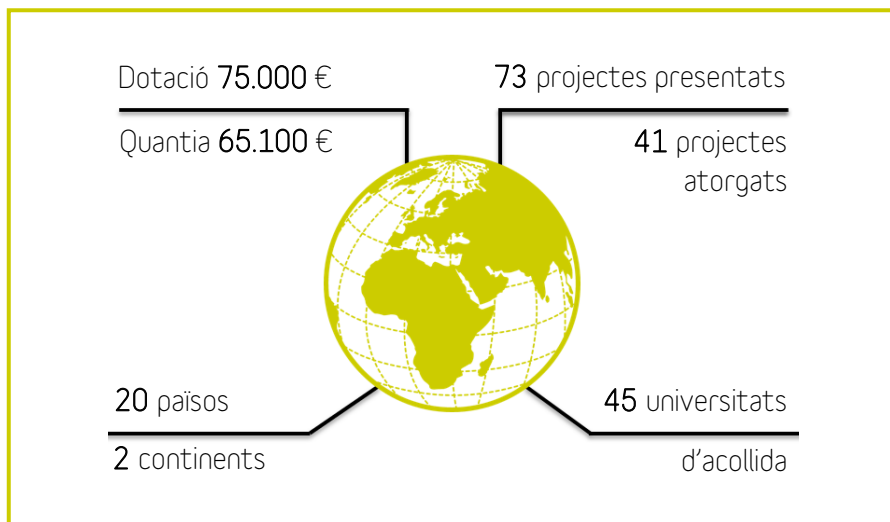 Dotació 75.000 €
Quantia 65.100 €
73 projectes presentats
41 projectes
atorgats
20 països
2 continents
45 universitats
d'acollida